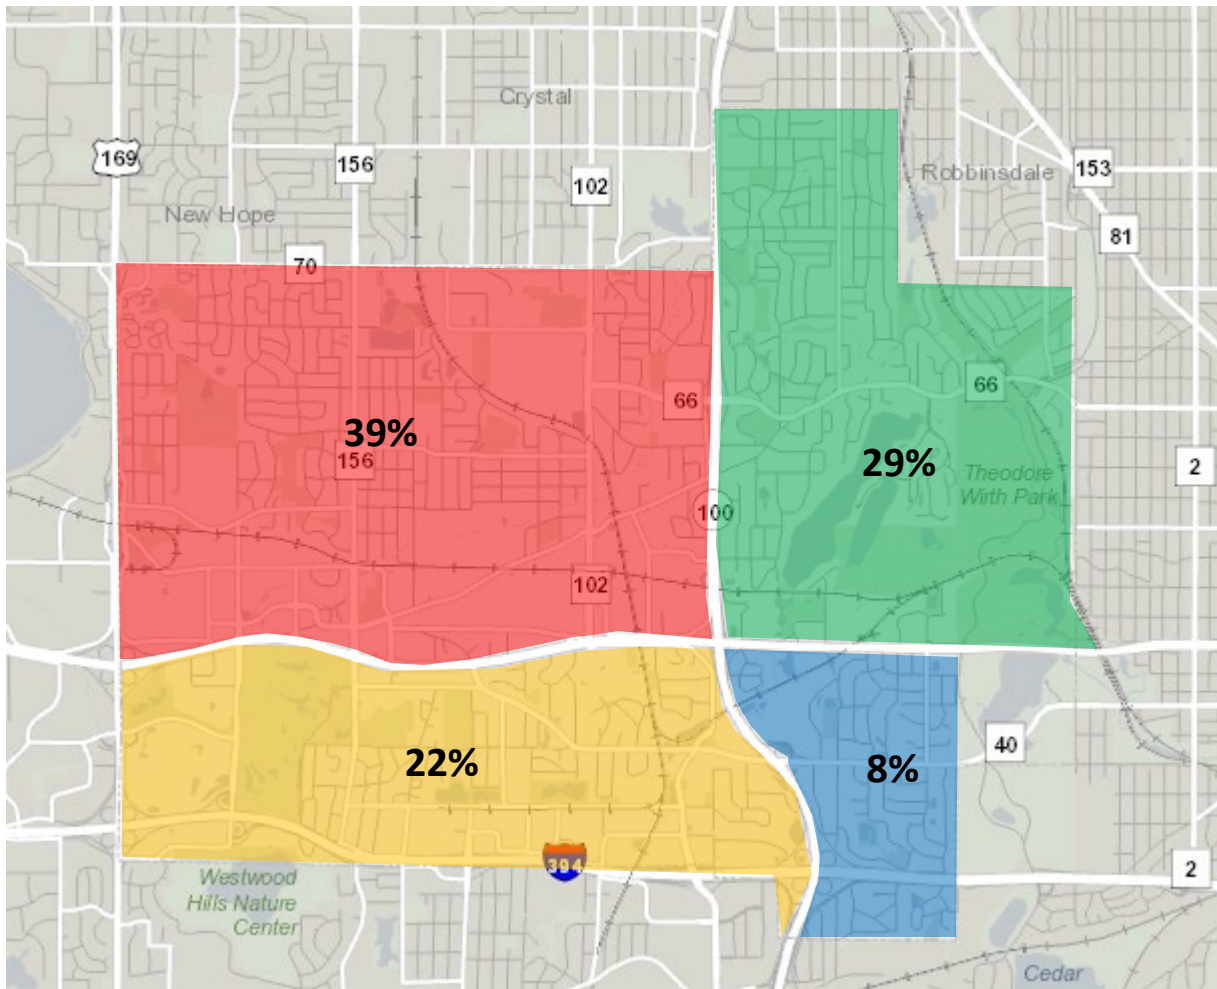 Crystal
169
156
Robbinsdale
153
102
New Hope
81
70
66
66
39%
156
29%
2
Theodore
Wirth Park
100
102
40
22%
8%
394
2
Westwood
Hills Nature
Center
Cedar